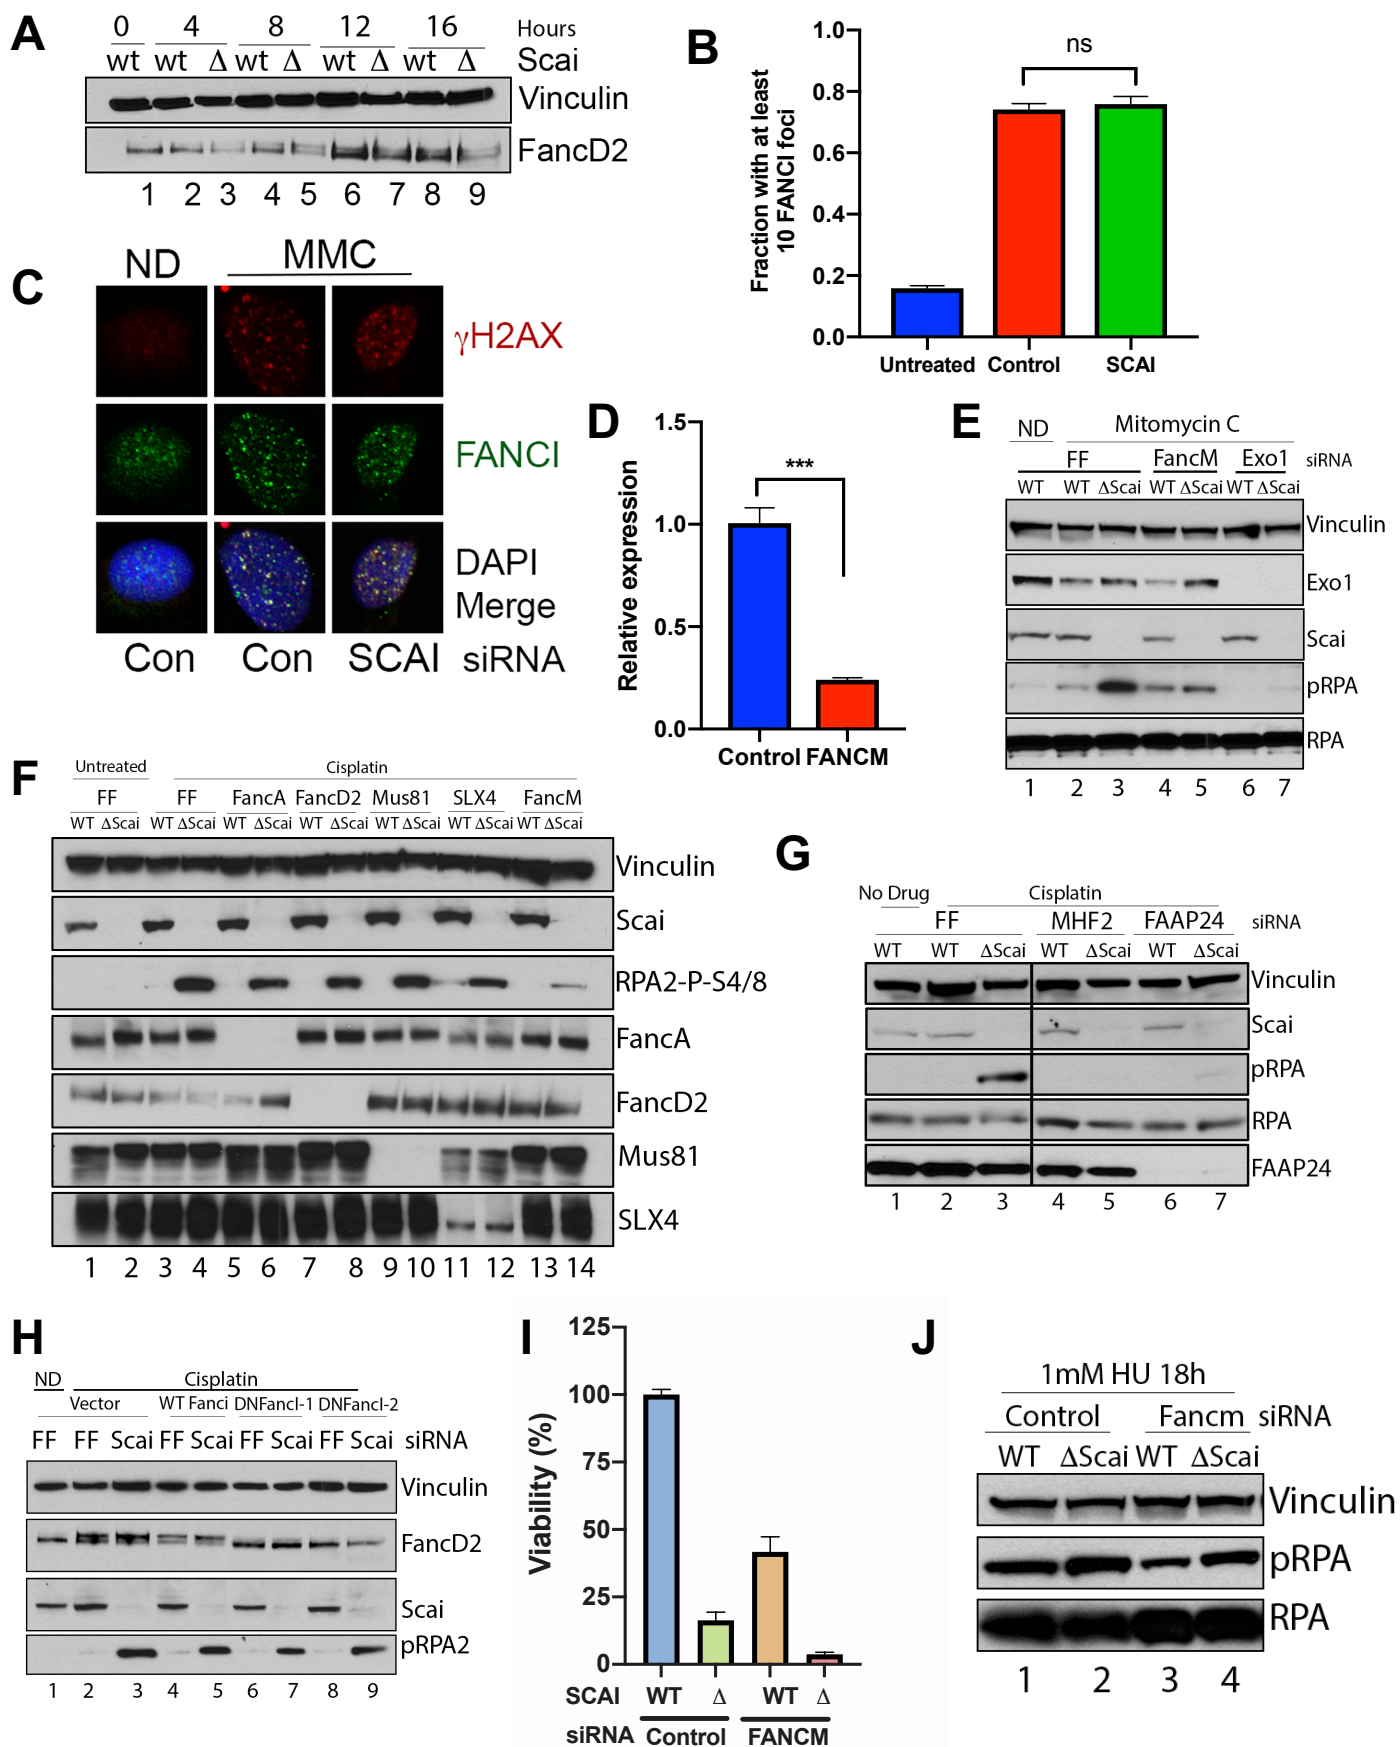 A
0 4 8 12 16 Hours
wt wt Δ wt Δ wt Δ wt Δ Scai
Vinculin
FancD2
1 2 3 4 5 6 7 8 9
B
Fraction with at least
10 FANCI foci
1.0
0.8
0.6
0.4
0.2
0.0
ns
Untreated Control SCAI
C
ND MMC
γH2AX
FANCI
DAPI
Merge
Con Con SCAI siRNA
D
Relative expression
1.5
1.0
0.5
0.0
***
Control FANCM
E
ND Mitomycin C
FF FancM Exo1 siRNA
WT WT ΔScai WT ΔScai WT ΔScai
Vinculin
Exo1
Scai
pRPA
RPA
1 2 3 4 5 6 7
F
Untreated Cisplatin
FF FF FancA FancD2 Mus81 SLX4 FancM
WT ΔScai WT ΔScai WT ΔScai WT ΔScai WT ΔScai WT ΔScai WT ΔScai
Vinculin
Scai
RPA2-P-S4/8
FancA
FancD2
Mus81
SLX4
1 2 3 4 5 6 7 8 9 10 11 12 13 14
G
No Drug Cisplatin
FF MHF2 FAAP24 siRNA
WT WT ΔScai WT ΔScai WT ΔScai
Vinculin
Scai
pRPA
RPA
FAAP24
1 2 3 4 5 6 7
H
ND Cisplatin
Vector WT Fanci DNFancI-1 DNFancI-2
FF FF Scai FF Scai FF Scai FF Scai siRNA
Vinculin
FancD2
Scai
pRPA2
1 2 3 4 5 6 7 8 9
I
Viability (%)
125
100
75
50
25
0
SCAI WT Δ WT Δ
siRNA Control FANCM
J
1mM HU 18h
Control Fancm siRNA
WT ΔScai WT ΔScai
Vinculin
pRPA
RPA
1 2 3 4